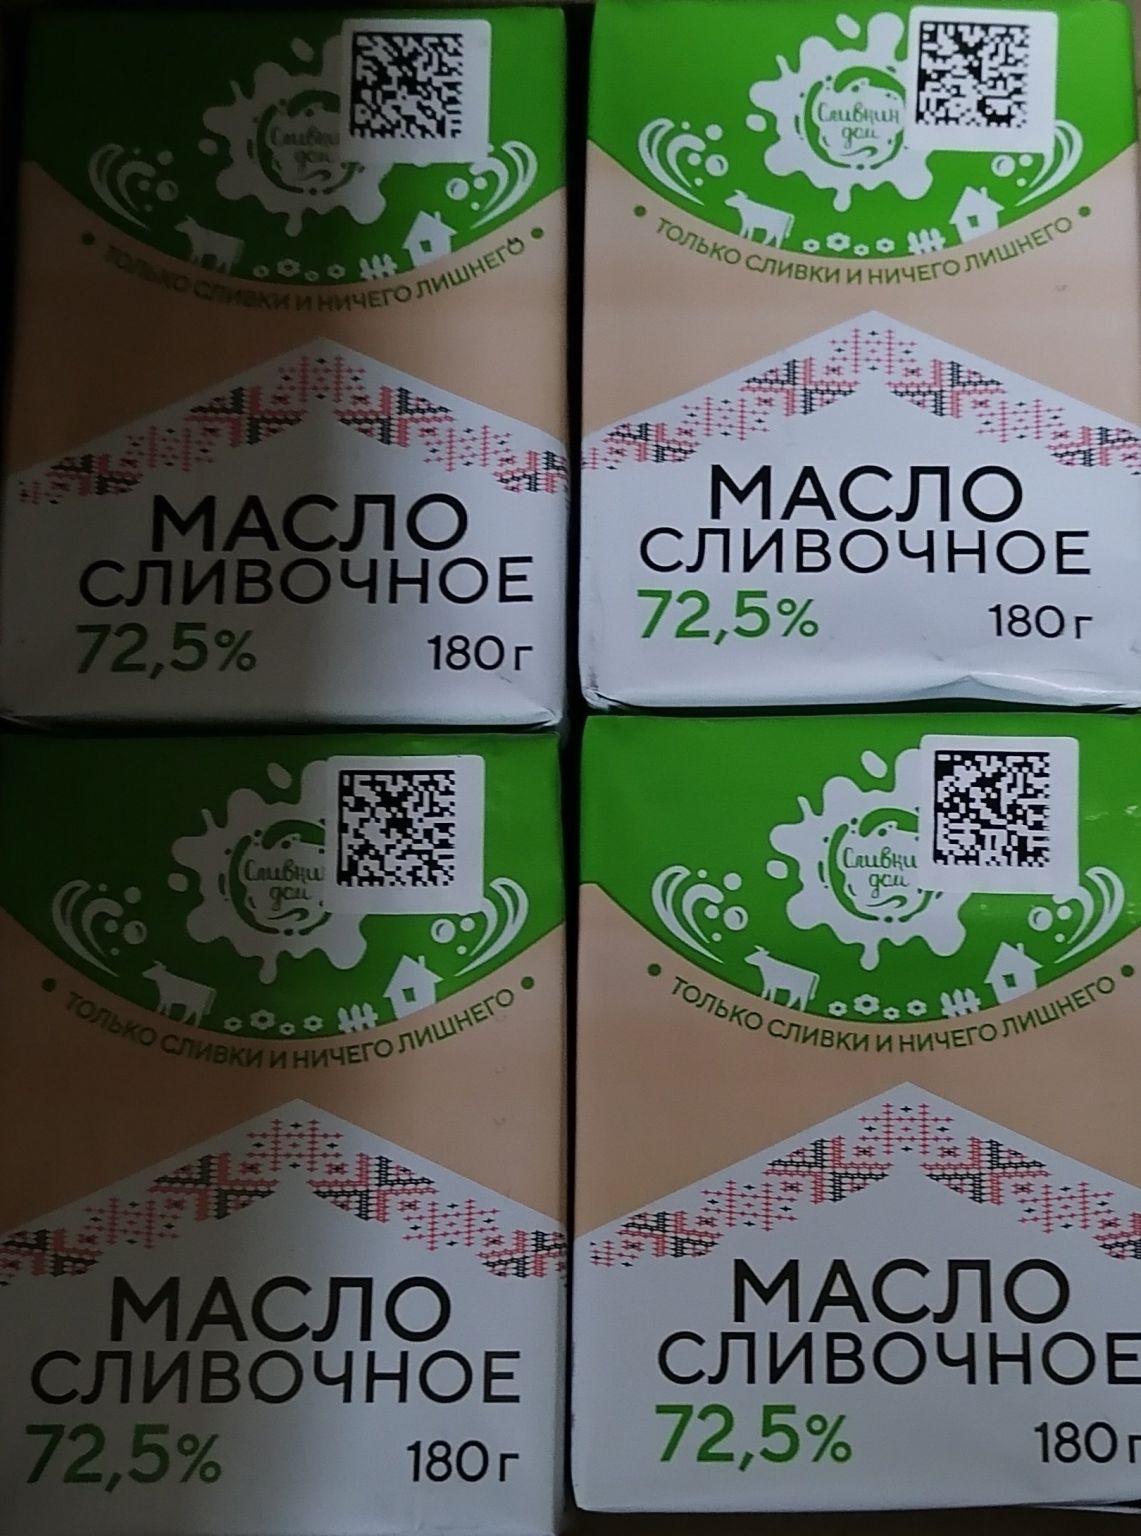 Сливкин
дом
ТОЛЬКО СЛИВКИ И НИЧЕГО ЛИШНЕГО
МАСЛО
СЛИВОЧНОЕ
72,5% 180 г
Сливкин
дом
ТОЛЬКО СЛИВКИ И НИЧЕГО ЛИШНЕГО
МАСЛО
СЛИВОЧНОЕ
72,5% 180 г
Сливки
дом
ТОЛЬКО СЛИВКИ И НИЧЕГО ЛИШНЕГО
МАСЛО
СЛИВОЧНОЕ
72,5% 180 г
Сливки
дом
ТОЛЬКО СЛИВКИ И НИЧЕГО ЛИШНЕГО
МАСЛО
СЛИВОЧНОЕ
72,5% 180 г